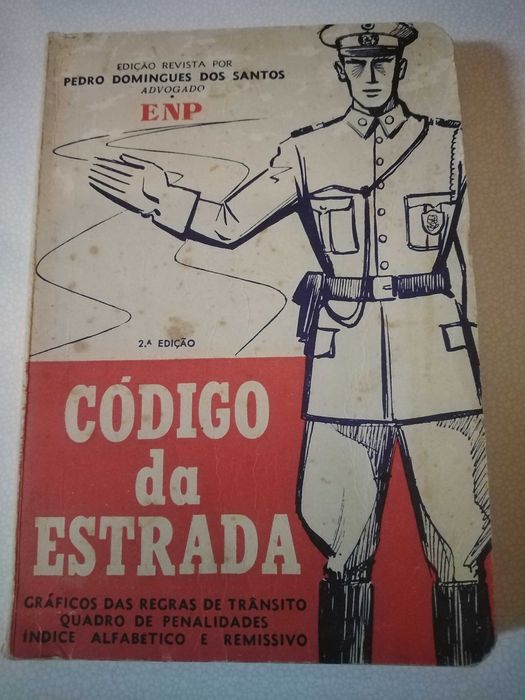 EDIÇÃO REVISTA POR
PEDRO DOMINGUES DOS SANTOS
ADVOGADO
ENP
2.ª EDIÇÃO
CÓDIGO
da
ESTRADA
GRÁFICOS DAS REGRAS DE TRÂNSITO
QUADRO DE PENALIDADES
ÍNDICE ALFABÉTICO E REMISSIVO